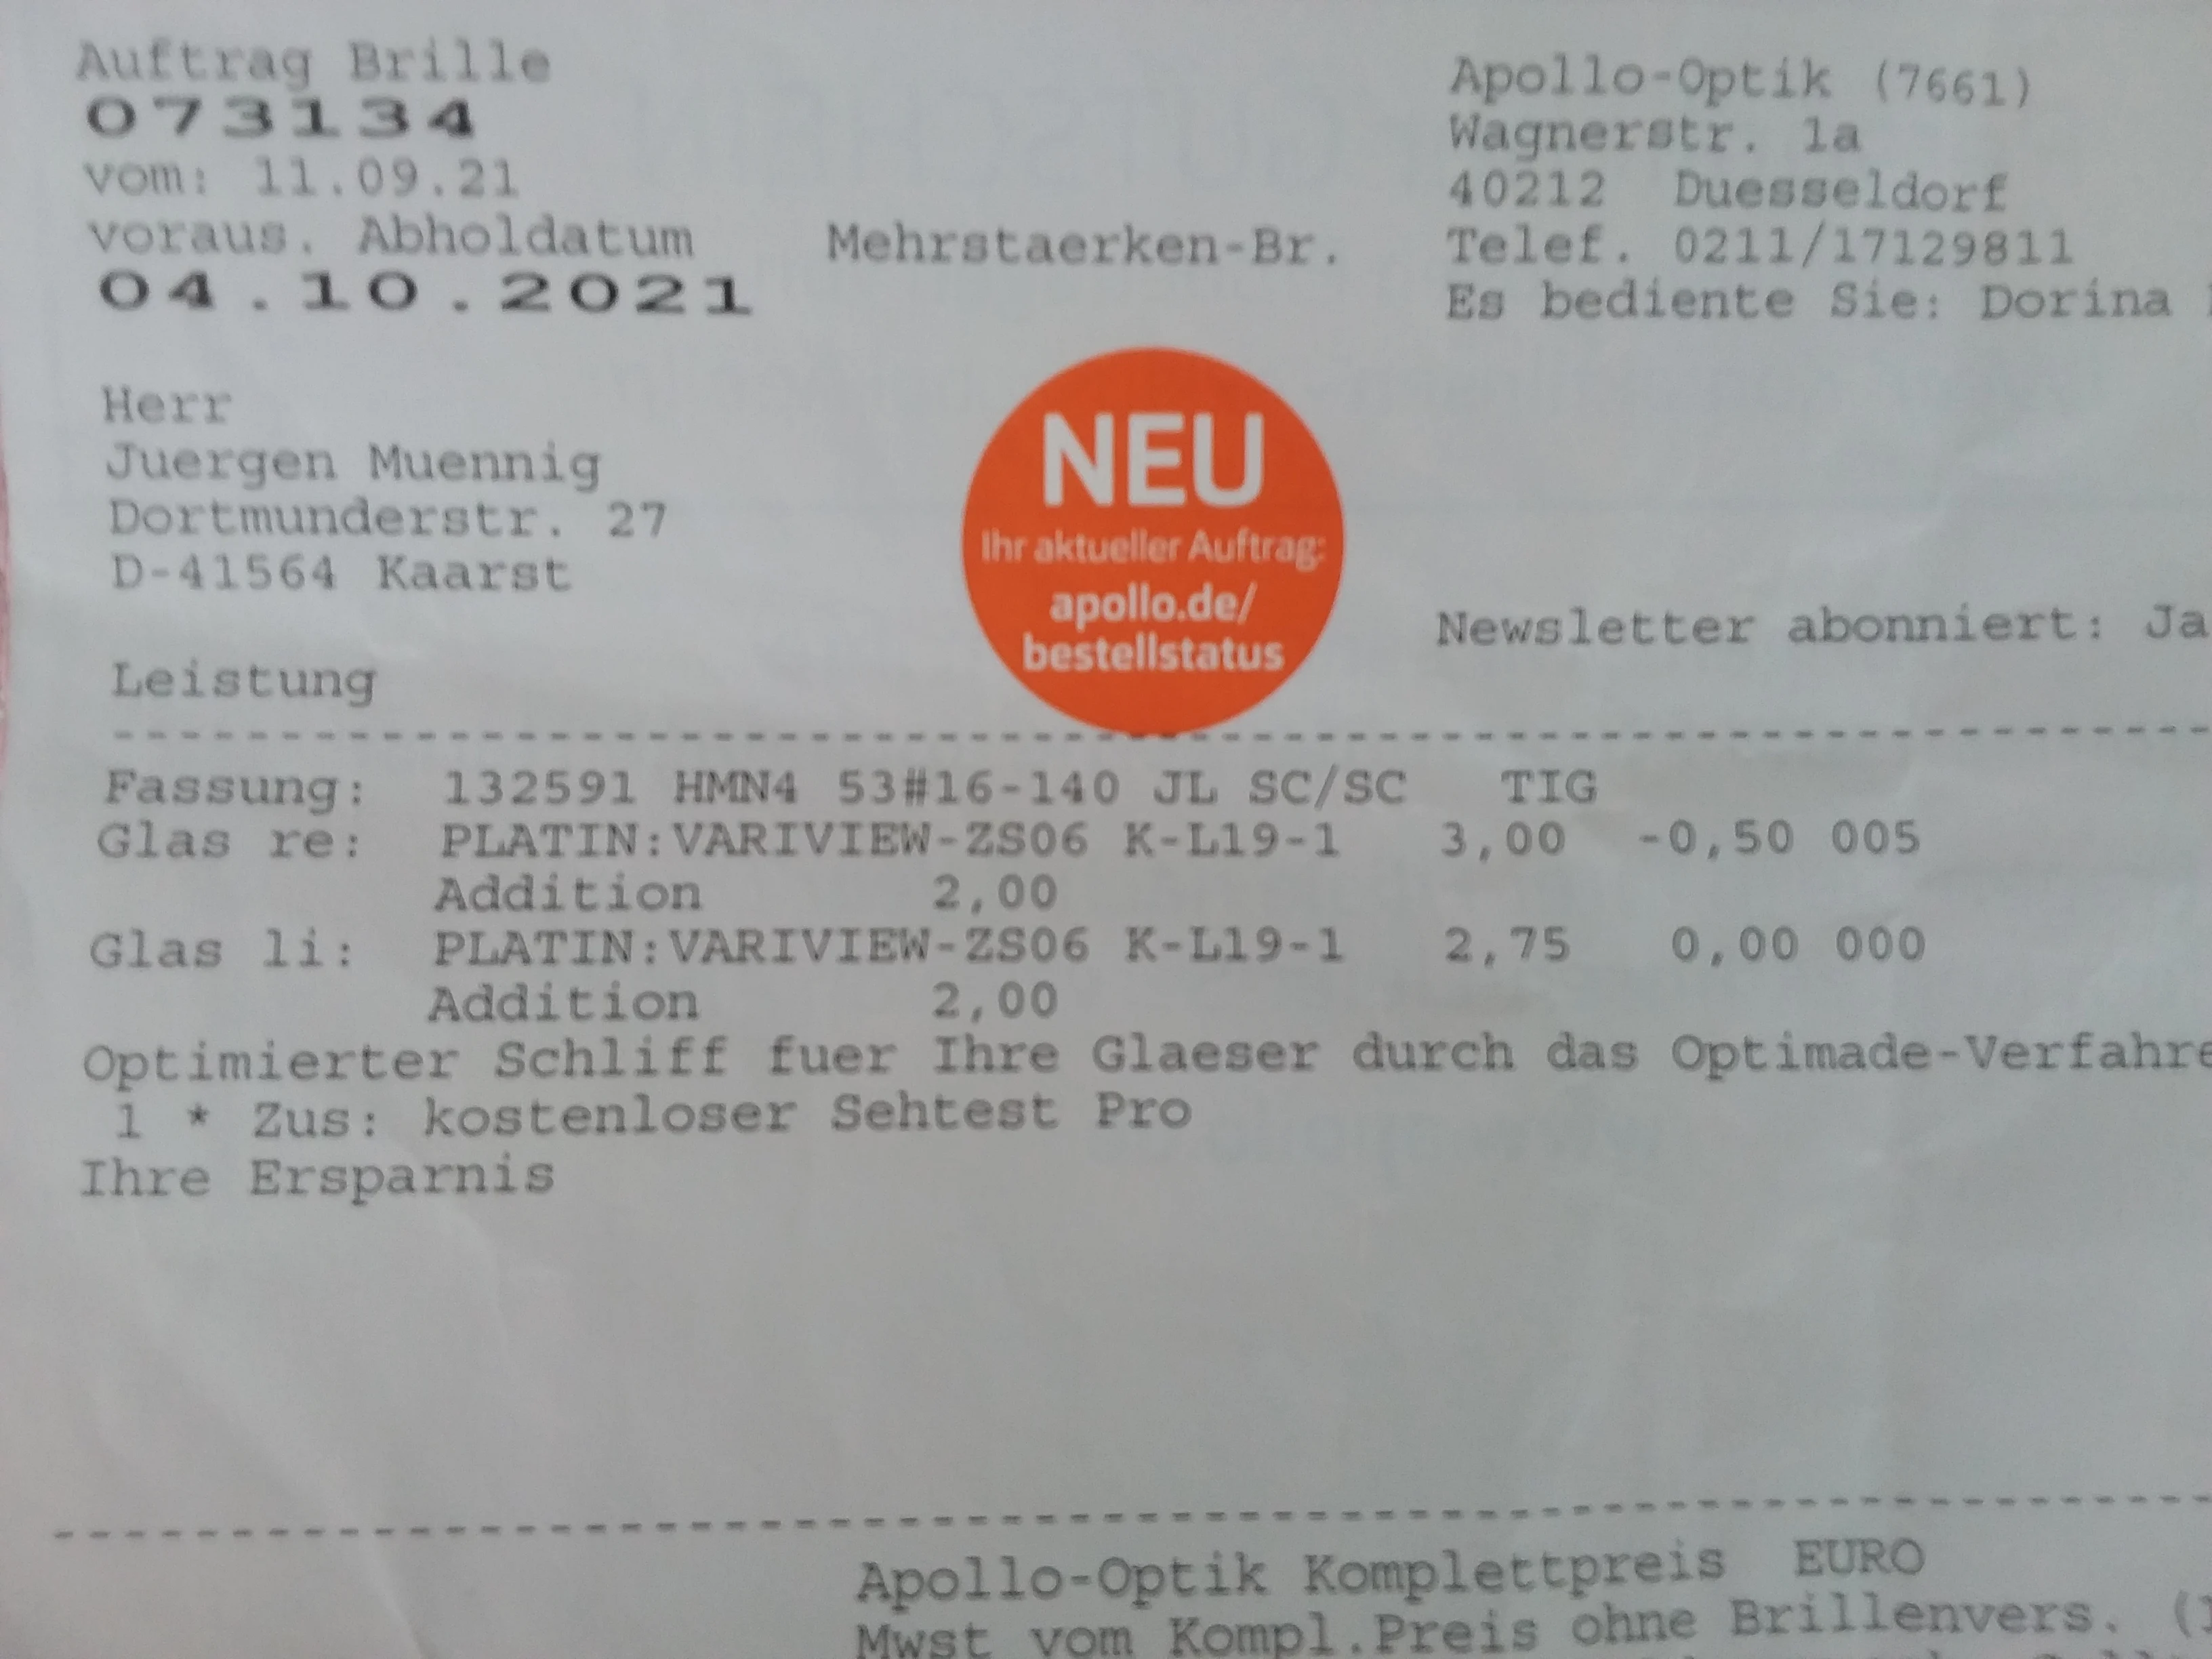 Auftrag Brille
073134
vom: 11.09.21
voraus. Abholdatum
04.10.2021
Mehrstaerken-Br.
Apollo-Optik (7661)
Wagnerstr. 1a
40212 Duesseldorf
Telef. 0211/17129811
Es bediente Sie: Dorina
Herr
Juergen Muennig
Dortmunderstr. 27
D-41564 Kaarst
NEU
Ihr aktueller Auftrag:
apollo.de/
bestellstatus
Newsletter abonniert: Ja
Leistung
Fassung: 132591 HMN4 53#16-140 JL SC/SC TIG
Glas re: PLATIN:VARIVIEW-ZS06 K-L19-1 3,00 -0,50 005
Addition 2,00
Glas li: PLATIN:VARIVIEW-ZS06 K-L19-1 2,75 0,00 000
Addition 2,00
Optimierter Schliff fuer Ihre Glaeser durch das Optimade-Verfahre
1 * Zus: kostenloser Sehtest Pro
Ihre Ersparnis
Apollo-Optik Komplettpreis EURO
Mwst vom Kompl.Preis ohne Brillenvers. (1